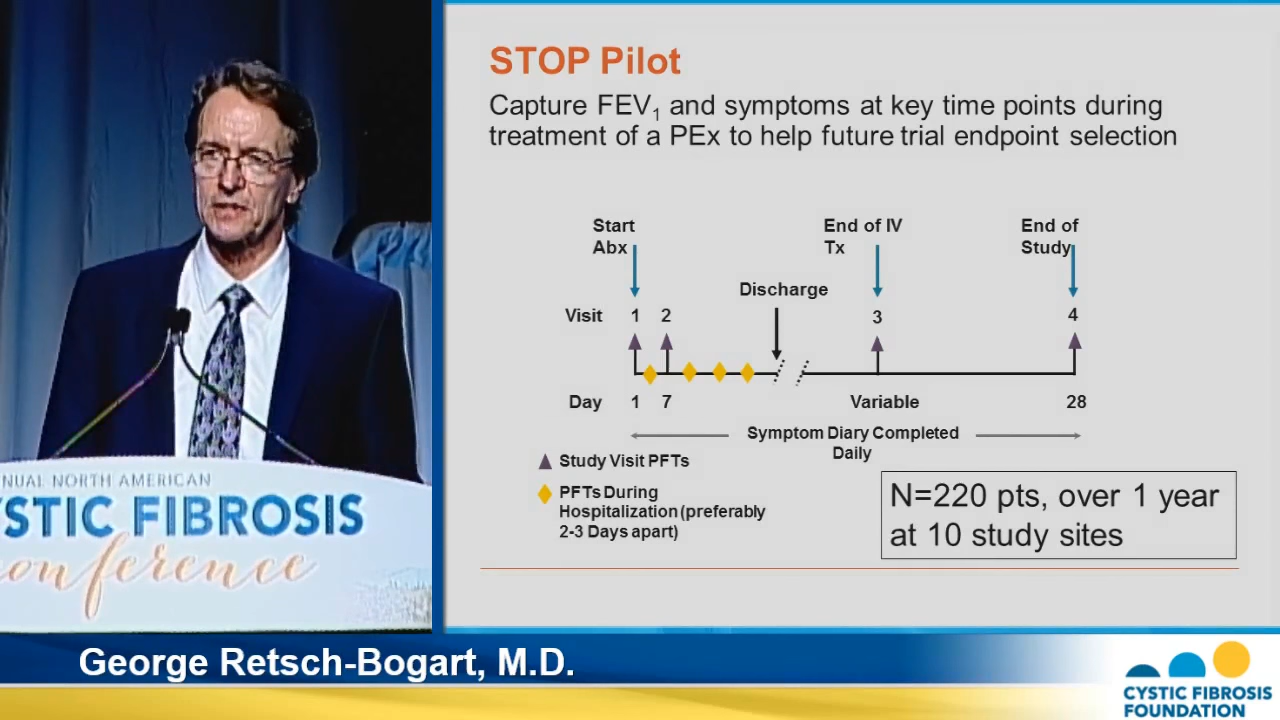 STOP Pilot
Capture FEV₁ and symptoms at key time points during
treatment of a PEx to help future trial endpoint selection
Start
Abx
End of IV
Tx
End of
Study
Discharge
Visit 1 2 3 4
Day 1 7 Variable 28
Symptom Diary Completed
Daily
Study Visit PFTs
PFTs During
Hospitalization (preferably
2-3 Days apart)
N=220 pts, over 1 year
at 10 study sites
NUAL NORTH AMERICAN
YSTIC FIBROSIS
onference
George Retsch-Bogart, M.D.
CYSTIC FIBROSIS
FOUNDATION